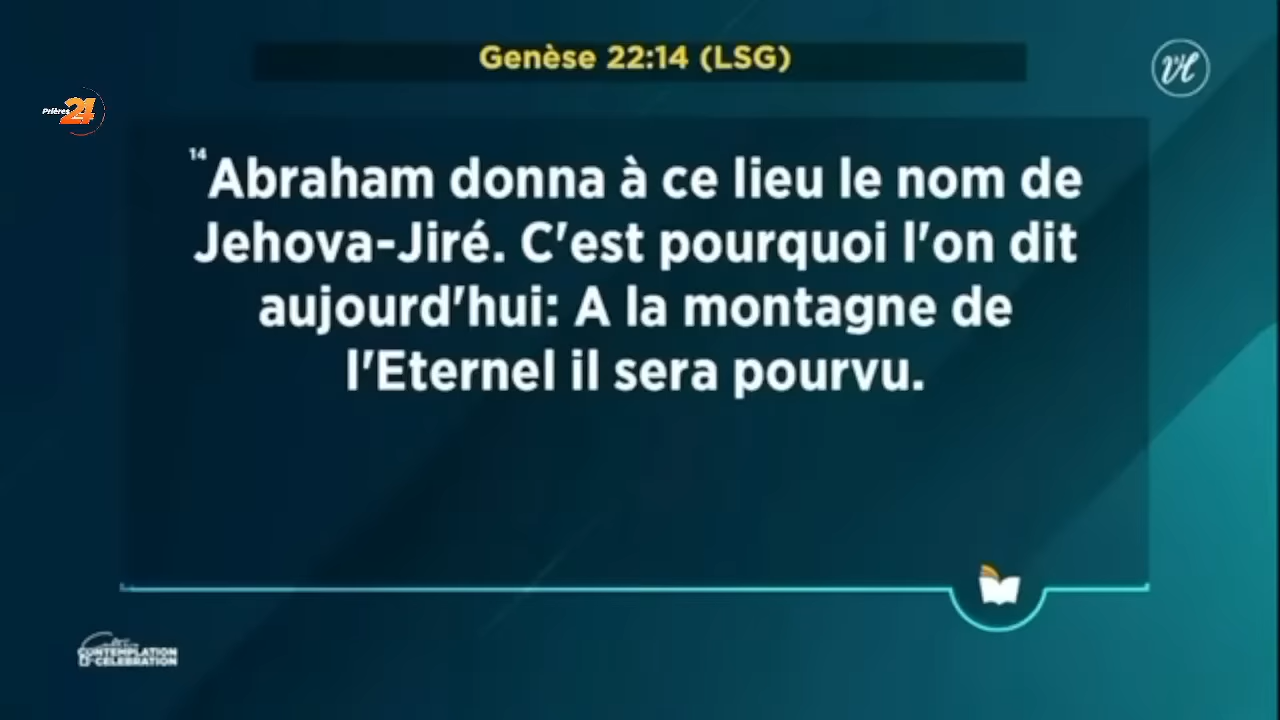 Genèse 22:14 (LSG)
vl
Prières 24
14 Abraham donna à ce lieu le nom de
Jehova-Jiré. C'est pourquoi l'on dit
aujourd'hui: A la montagne de
l'Eternel il sera pourvu.
CONTEMPLATION
& CELEBRATION